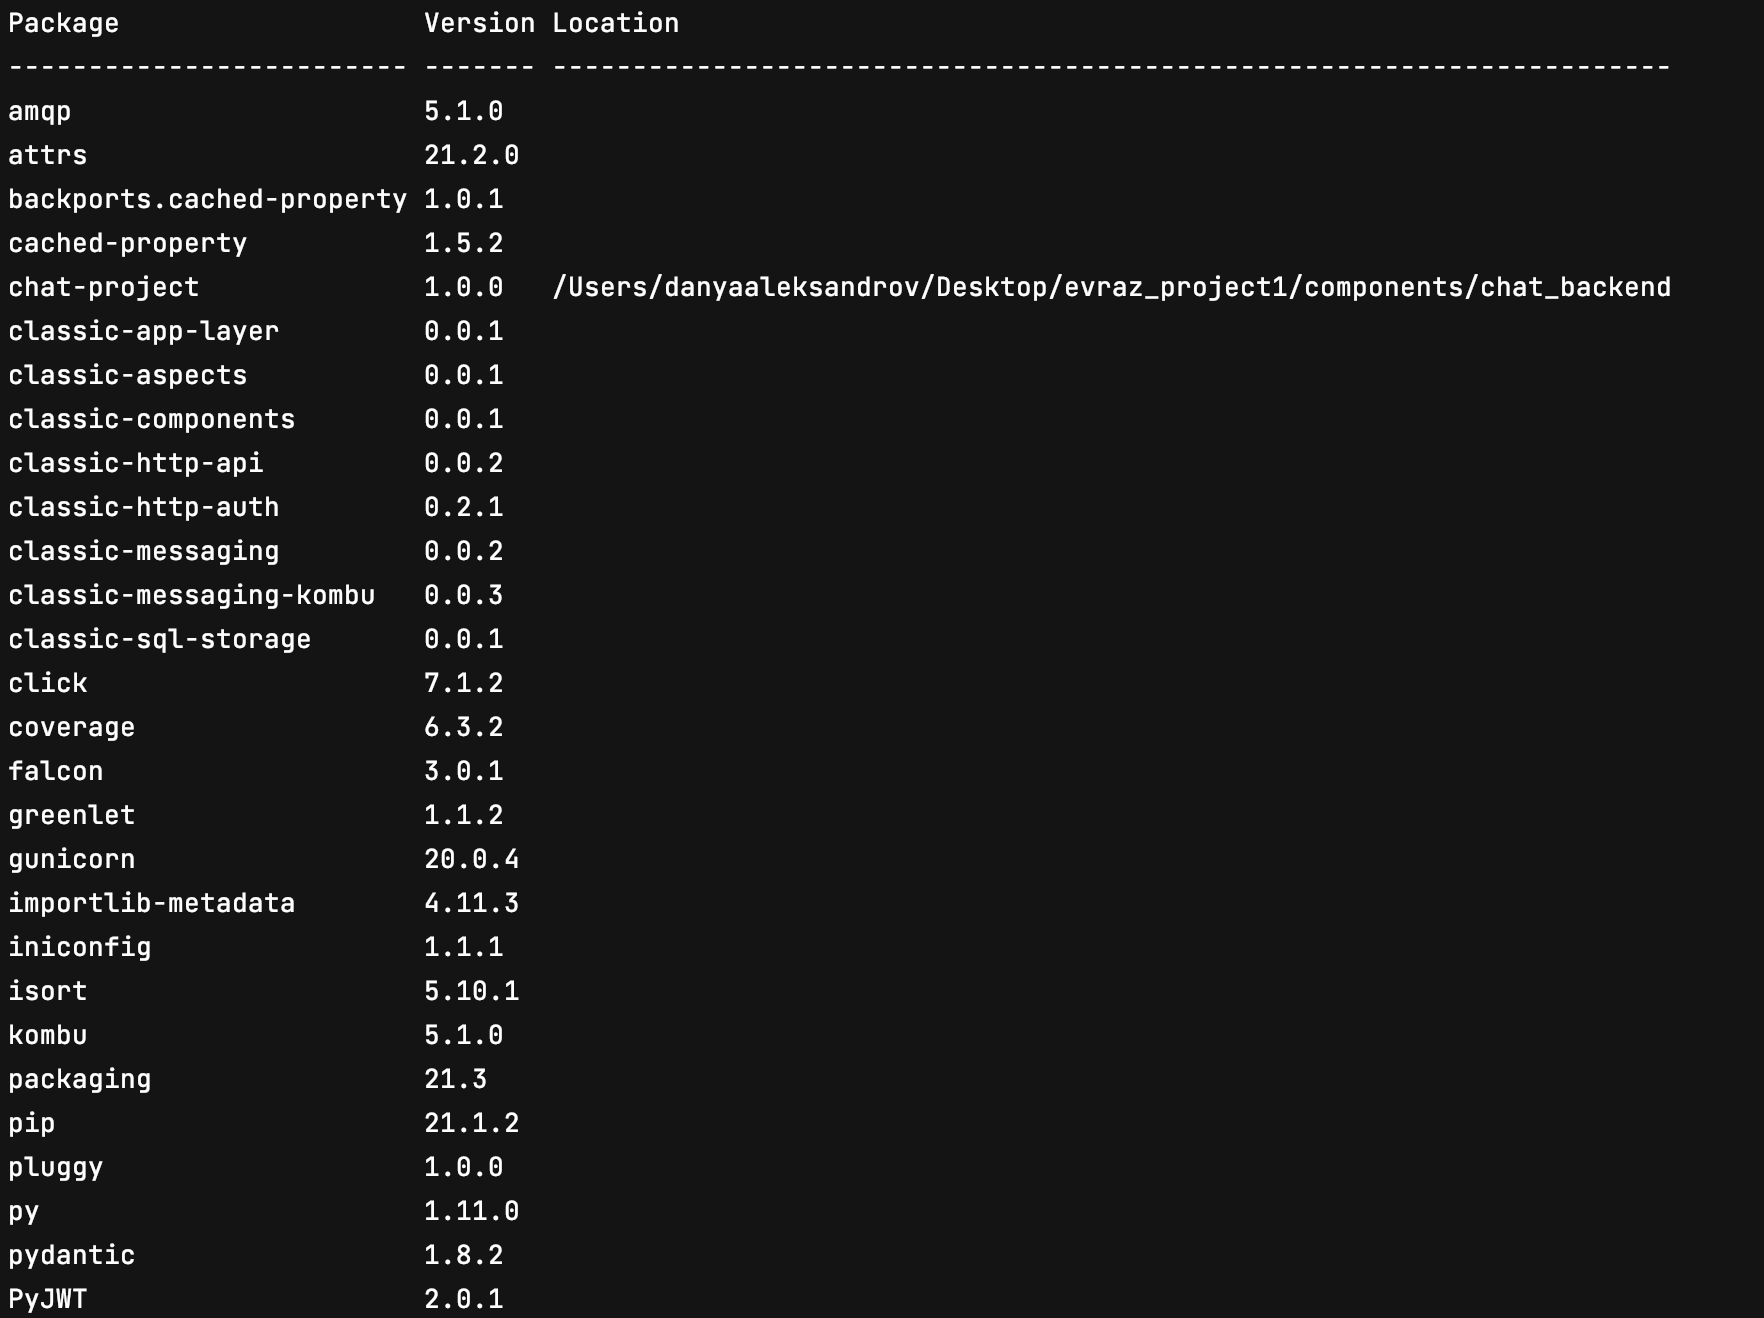 Package                   Version Location
------------------------- ------- ----------------------------------------------------------------------
amqp                      5.1.0
attrs                     21.2.0
backports.cached-property 1.0.1
cached-property           1.5.2
chat-project              1.0.0   /Users/danyaaleksandrov/Desktop/evraz_project1/components/chat_backend
classic-app-layer         0.0.1
classic-aspects           0.0.1
classic-components        0.0.1
classic-http-api          0.0.2
classic-http-auth         0.2.1
classic-messaging         0.0.2
classic-messaging-kombu   0.0.3
classic-sql-storage       0.0.1
click                     7.1.2
coverage                  6.3.2
falcon                    3.0.1
greenlet                  1.1.2
gunicorn                  20.0.4
importlib-metadata        4.11.3
iniconfig                 1.1.1
isort                     5.10.1
kombu                     5.1.0
packaging                 21.3
pip                       21.1.2
pluggy                    1.0.0
py                        1.11.0
pydantic                  1.8.2
PyJWT                     2.0.1